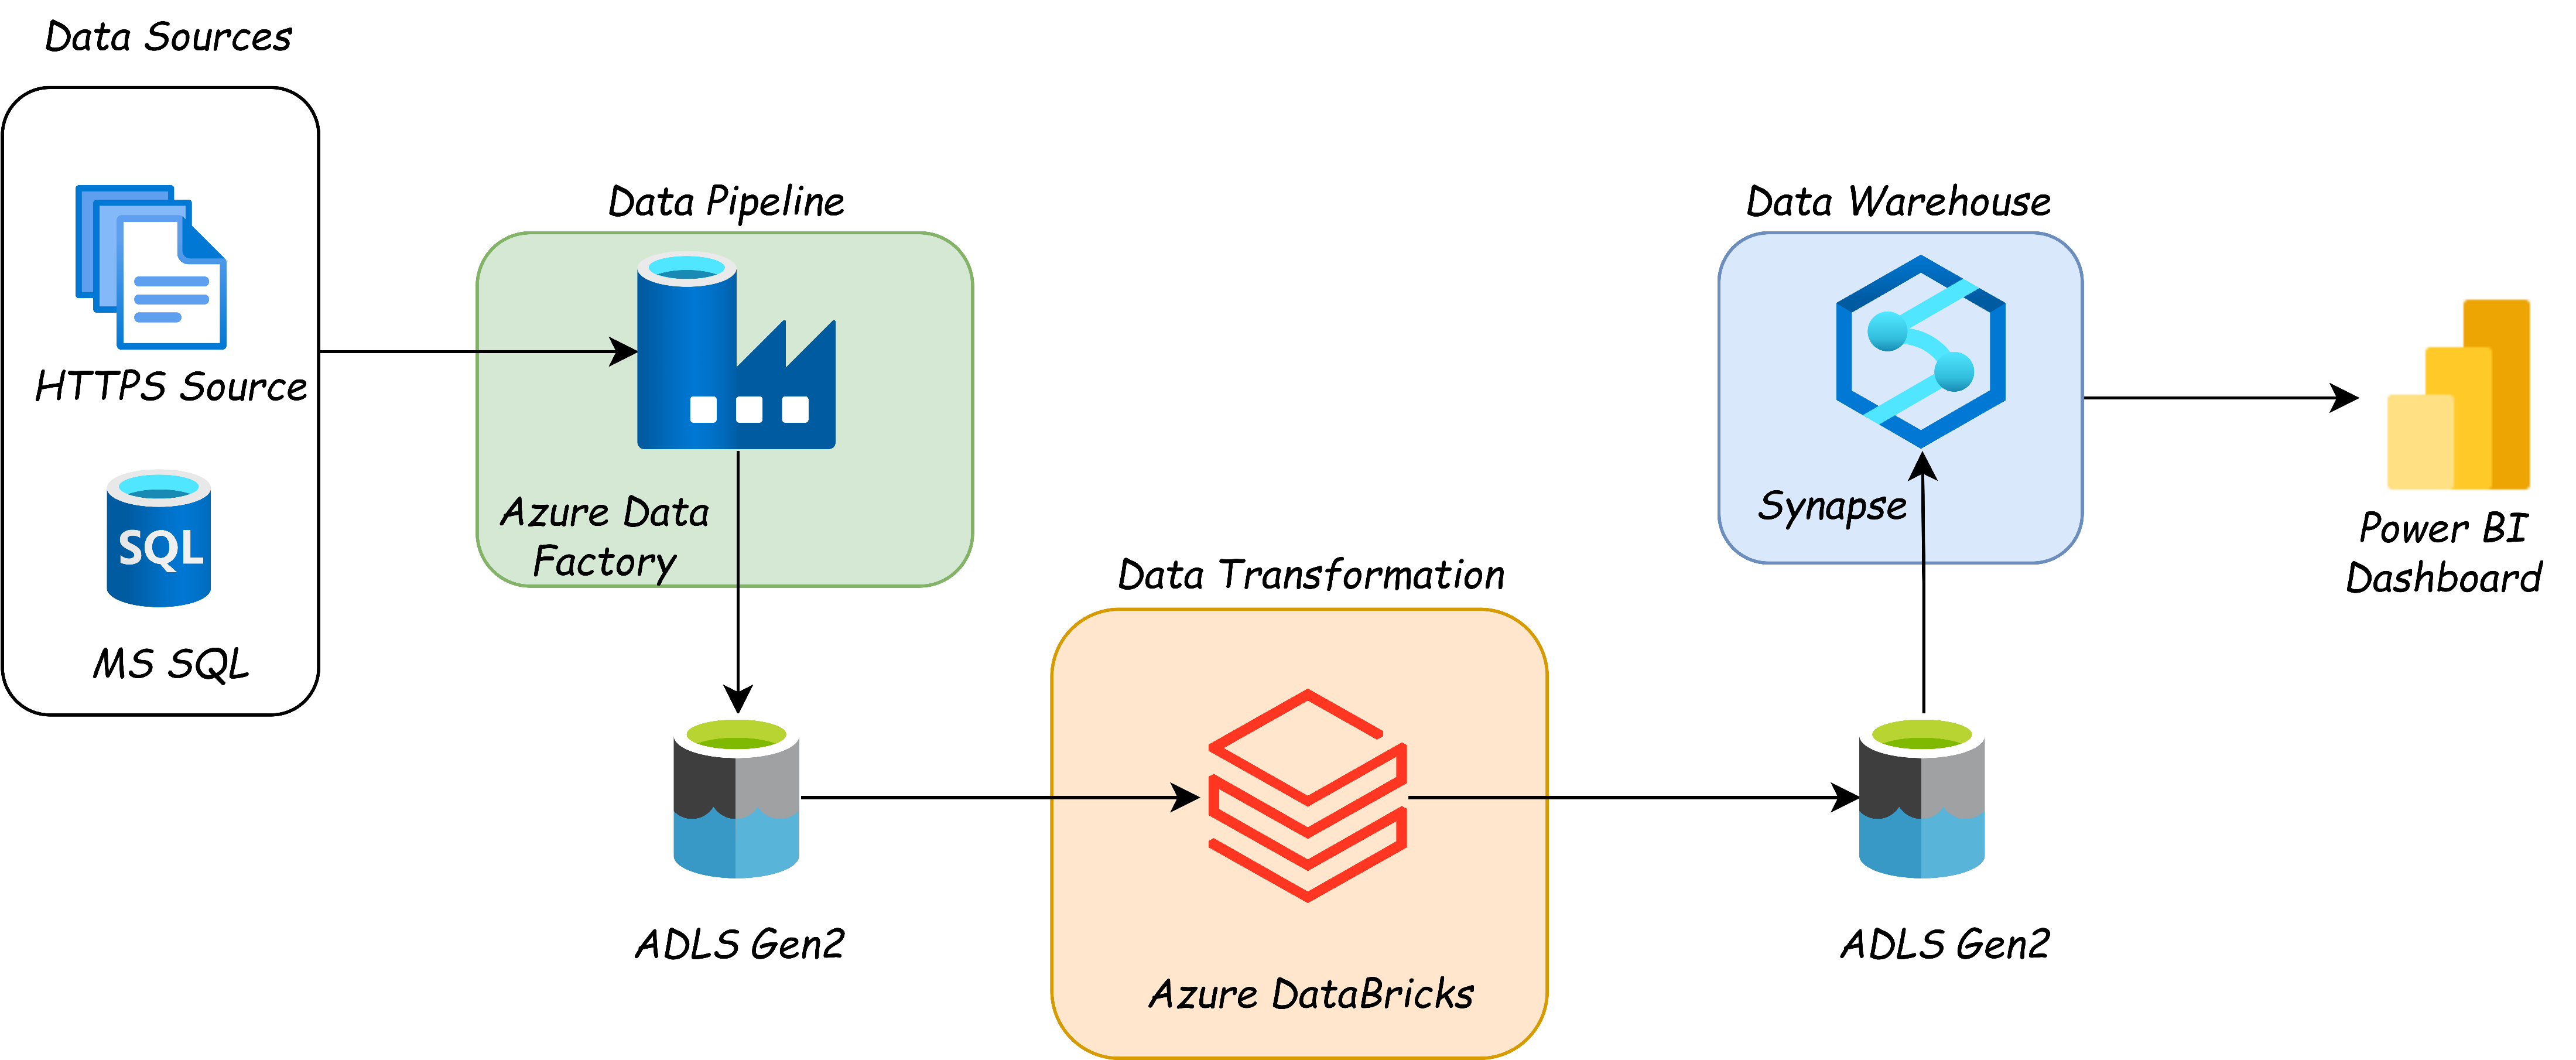 Data Sources
HTTPS Source
SQL
MS SQL
Data Pipeline
Azure Data
Factory
ADLS Gen2
Data Transformation
Azure DataBricks
Data Warehouse
Synapse
ADLS Gen2
Power BI
Dashboard